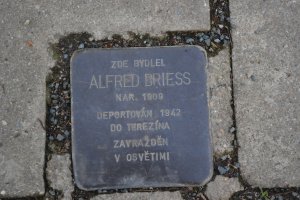 ZDE BYDLEL
ALFRED BRIESS
NAR. 1909
DEPORTOVÁN 1942
DO TEREZÍNA
ZAVRAŽDĚN
V OSVĚTIMI